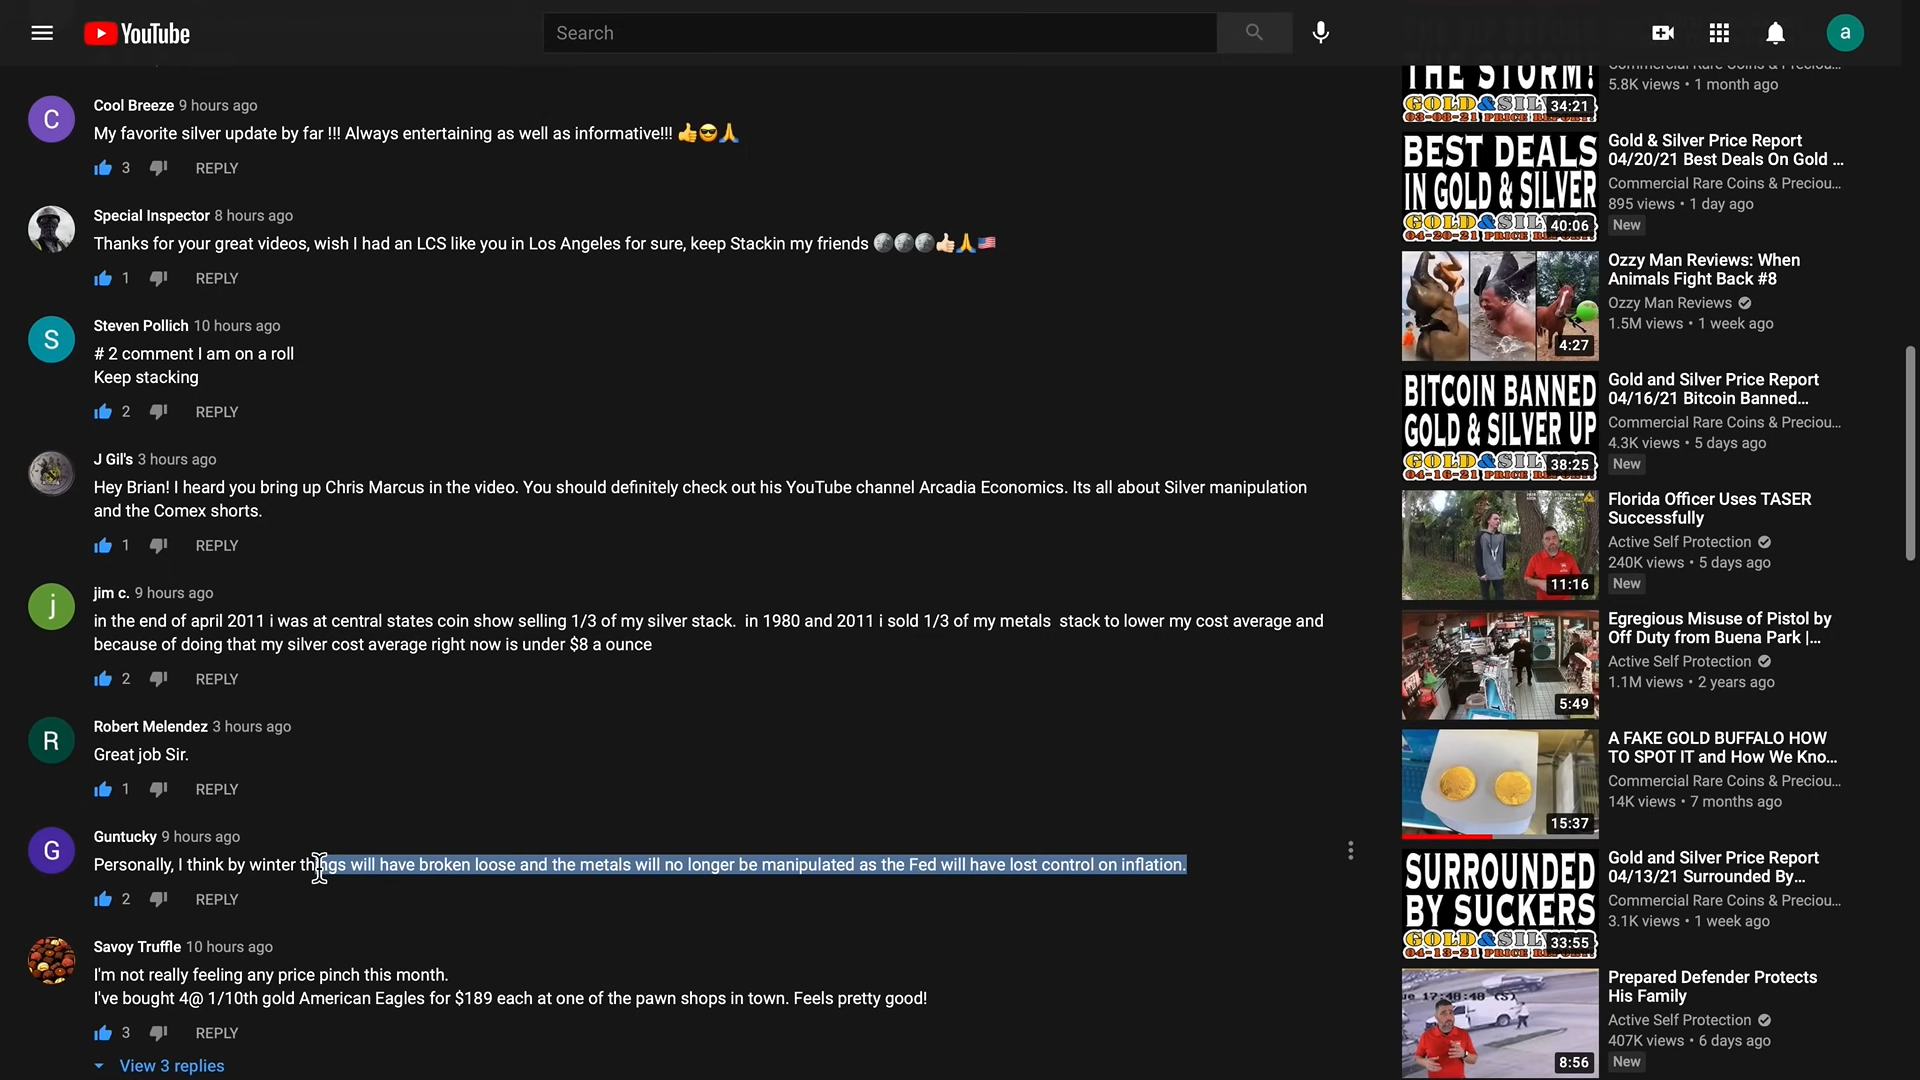 YouTube
Search
a
C
Cool Breeze 9 hours ago
My favorite silver update by far !!! Always entertaining as well as informative!!! 👍😎🙏
3
REPLY
Special Inspector 8 hours ago
Thanks for your great videos, wish I had an LCS like you in Los Angeles for sure, keep Stackin my friends 🌕🌕🌕👍🏻🙏🇺🇸
1
REPLY
S
Steven Pollich 10 hours ago
# 2 comment I am on a roll
Keep stacking
2
REPLY
J Gil's 3 hours ago
Hey Brian! I heard you bring up Chris Marcus in the video. You should definitely check out his YouTube channel Arcadia Economics. Its all about Silver manipulation
and the Comex shorts.
1
REPLY
j
jim c. 9 hours ago
in the end of april 2011 i was at central states coin show selling 1/3 of my silver stack.  in 1980 and 2011 i sold 1/3 of my metals  stack to lower my cost average and
because of doing that my silver cost average right now is under $8 a ounce
2
REPLY
R
Robert Melendez 3 hours ago
Great job Sir.
1
REPLY
G
Guntucky 9 hours ago
Personally, I think by winter things will have broken loose and the metals will no longer be manipulated as the Fed will have lost control on inflation.
2
REPLY
Savoy Truffle 10 hours ago
I'm not really feeling any price pinch this month.
I've bought 4@ 1/10th gold American Eagles for $189 each at one of the pawn shops in town. Feels pretty good!
3
REPLY
View 3 replies
THE STORM!
GOLD&SIL
03-08-21 PRICE REPORT
34:21
Commercial Rare Coins & Preciou...
5.8K views • 1 month ago
BEST DEALS
IN GOLD & SILVER
GOLD&SIL
04-20-21 PRICE REPORT
40:06
Gold & Silver Price Report
04/20/21 Best Deals On Gold ...
Commercial Rare Coins & Preciou...
895 views • 1 day ago
New
4:27
Ozzy Man Reviews: When
Animals Fight Back #8
Ozzy Man Reviews
1.5M views • 1 week ago
BITCOIN BANNED
GOLD & SILVER UP
GOLD&SIL
04-16-21 PRICE REPORT
38:25
Gold and Silver Price Report
04/16/21 Bitcoin Banned...
Commercial Rare Coins & Preciou...
4.3K views • 5 days ago
New
11:16
Florida Officer Uses TASER
Successfully
Active Self Protection
240K views • 5 days ago
New
5:49
Egregious Misuse of Pistol by
Off Duty from Buena Park |...
Active Self Protection
1.1M views • 2 years ago
15:37
A FAKE GOLD BUFFALO HOW
TO SPOT IT and How We Kno...
Commercial Rare Coins & Preciou...
14K views • 7 months ago
SURROUNDED
BY SUCKERS
GOLD&SIL
04-13-21 PRICE REPORT
33:55
Gold and Silver Price Report
04/13/21 Surrounded By...
Commercial Rare Coins & Preciou...
3.1K views • 1 week ago
8:56
Prepared Defender Protects
His Family
Active Self Protection
407K views • 6 days ago
New